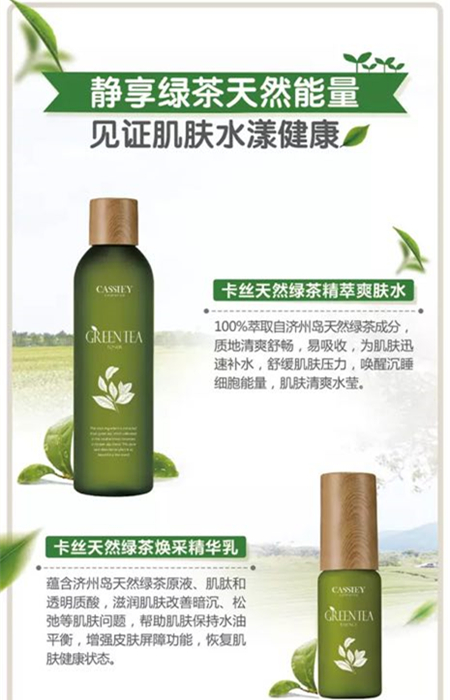 静享绿茶天然能量
见证肌肤水漾健康
CASSIEY
GREEN TEA
卡丝天然绿茶精萃爽肤水
100%萃取自济州岛天然绿茶成分，
质地清爽舒畅，易吸收，为肌肤迅
速补水，舒缓肌肤压力，唤醒沉睡
细胞能量，肌肤清爽水莹。
卡丝天然绿茶焕采精华乳
蕴含济州岛天然绿茶原液、肌肽和
透明质酸，滋润肌肤改善暗沉、松
弛等肌肤问题，帮助肌肤保持水油
平衡，增强皮肤屏障功能，恢复肌
肤健康状态。
CASSIEY
GREEN TEA